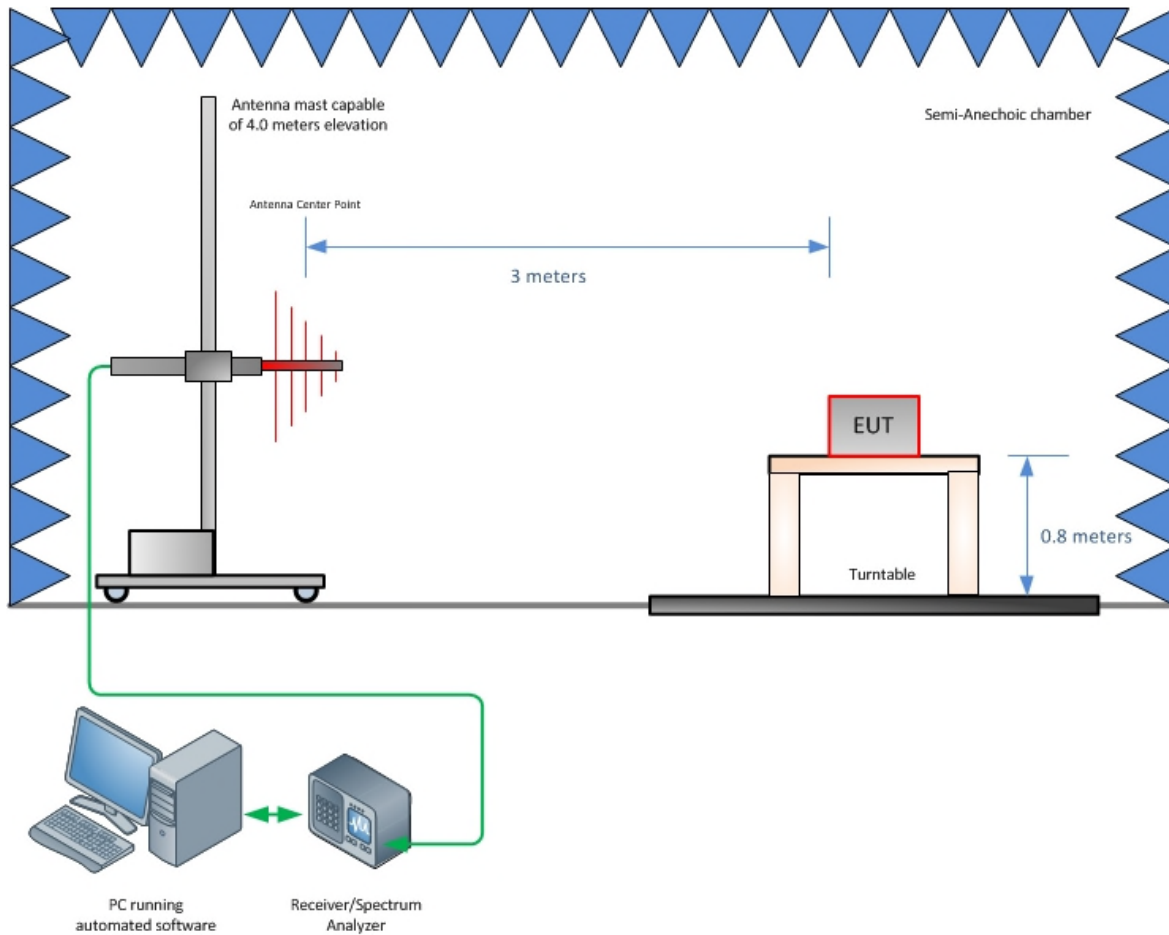 Antenna mast capable
of 4.0 meters elevation
Semi-Anechoic chamber
Antenna Center Point
3 meters
EUT
0.8 meters
Turntable
PC running
automated software
Receiver/Spectrum
Analyzer